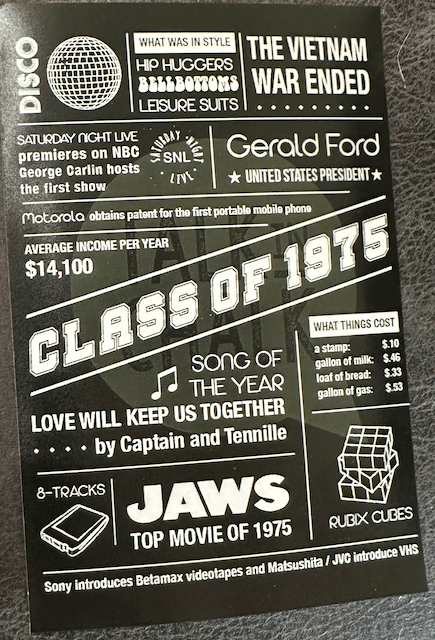 DISCO
WHAT WAS IN STYLE
HIP HUGGERS
BELLBOTTOMS
LEISURE SUITS
THE VIETNAM
WAR ENDED
SATURDAY NIGHT LIVE
premieres on NBC
George Carlin hosts
the first show
SATURDAY NIGHT
SNL
LIVE
Gerald Ford
★ UNITED STATES PRESIDENT ★
Motorola obtains patent for the first portable mobile phone
AVERAGE INCOME PER YEAR
$14,100
TALKIN
CHALK
CLASS OF 1975
WHAT THINGS COST
a stamp: $.10
gallon of milk: $.46
loaf of bread: $.33
gallon of gas: $.53
SONG OF
THE YEAR
LOVE WILL KEEP US TOGETHER
. . . . by Captain and Tennille
8-TRACKS
JAWS
TOP MOVIE OF 1975
RUBIX CUBES
Sony introduces Betamax videotapes and Matsushita / JVC introduce VHS